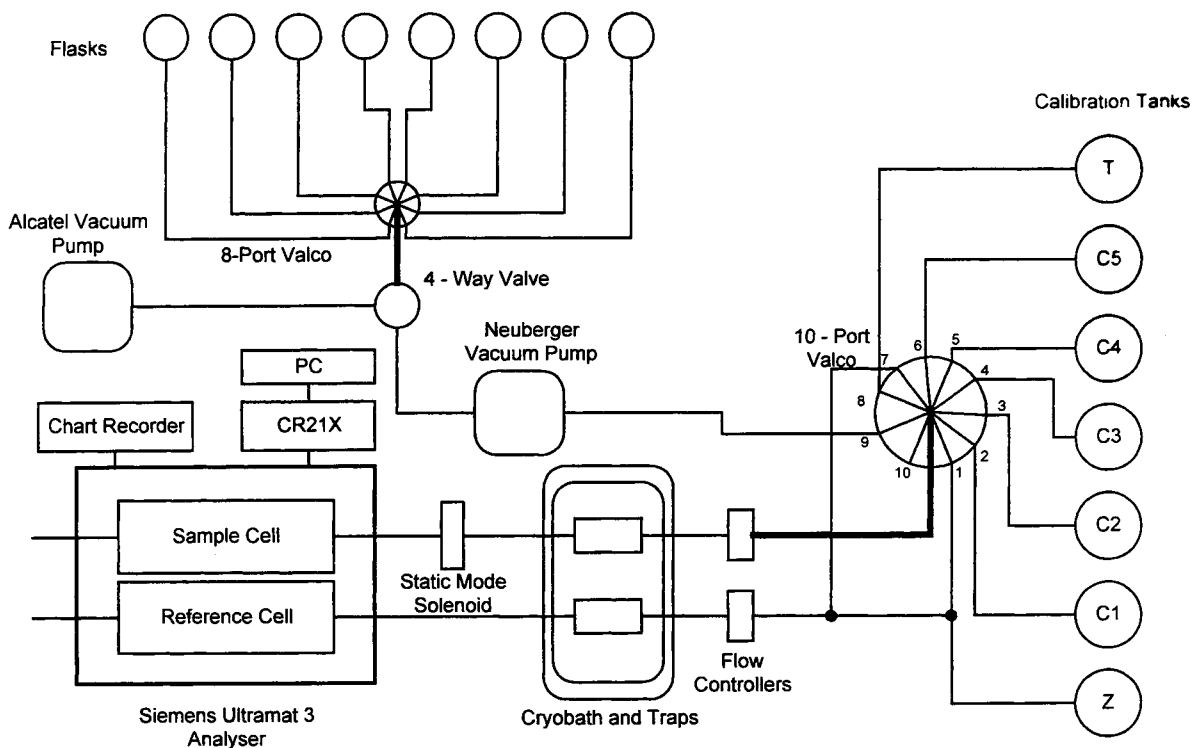 Flasks
Calibration Tanks
T
Alcatel Vacuum
Pump
8-Port Valco
C5
4 - Way Valve
Neuberger
Vacuum Pump
10 - Port
Valco
C4
PC
CR21X
Chart Recorder
1
2
3
4
5
6
7
8
9
10
C3
Sample Cell
Static Mode
Solenoid
C2
Reference Cell
C1
Flow
Controllers
Z
Siemens Ultramat 3
Analyser
Cryobath and Traps